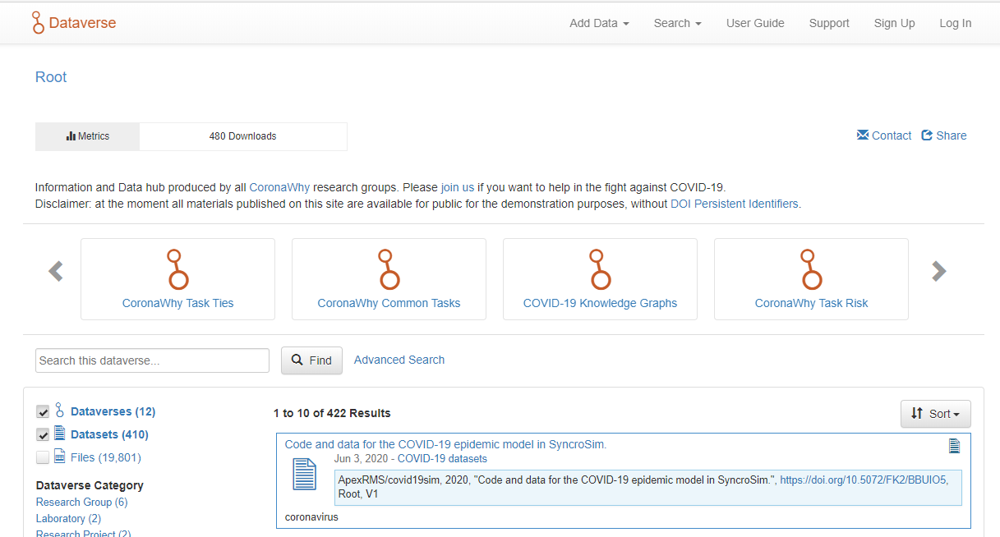 Dataverse
Add Data
Search
User Guide
Support
Sign Up
Log In
Root
Metrics
480 Downloads
Contact
Share
Information and Data hub produced by all CoronaWhy research groups. Please join us if you want to help in the fight against COVID-19.
Disclaimer: at the moment all materials published on this site are available for public for the demonstration purposes, without DOI Persistent Identifiers.
CoronaWhy Task Ties
CoronaWhy Common Tasks
COVID-19 Knowledge Graphs
CoronaWhy Task Risk
Search this dataverse...
Find
Advanced Search
Dataverses (12)
Datasets (410)
Files (19,801)
Dataverse Category
Research Group (6)
Laboratory (2)
Research Project (2)
1 to 10 of 422 Results
Sort
Code and data for the COVID-19 epidemic model in SyncroSim.
Jun 3, 2020 - COVID-19 datasets
ApexRMS/covid19sim, 2020, "Code and data for the COVID-19 epidemic model in SyncroSim.", https://doi.org/10.5072/FK2/BBUIO5,
Root, V1
coronavirus